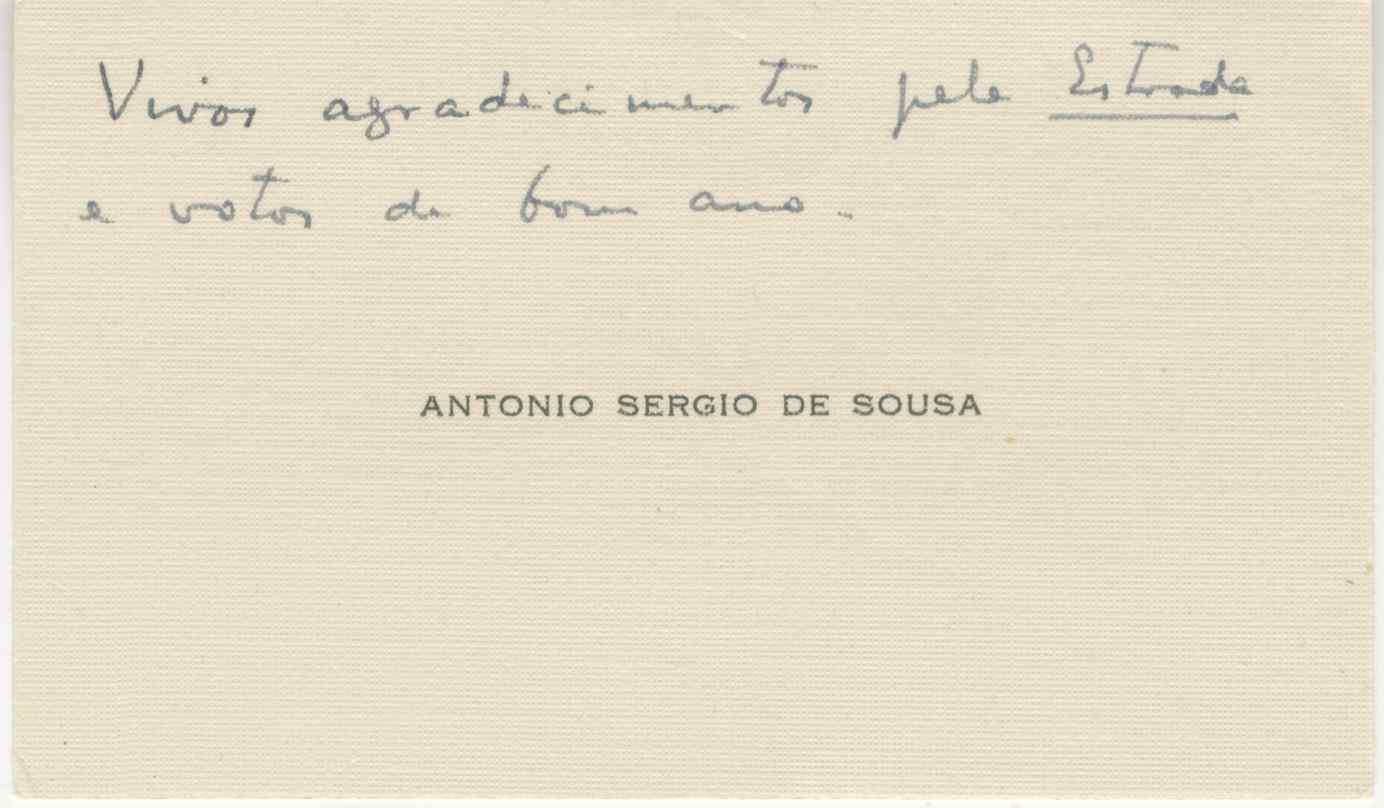 Vivos agradecimentos pela Estrada
e votos de bom ano.
ANTONIO SERGIO DE SOUSA